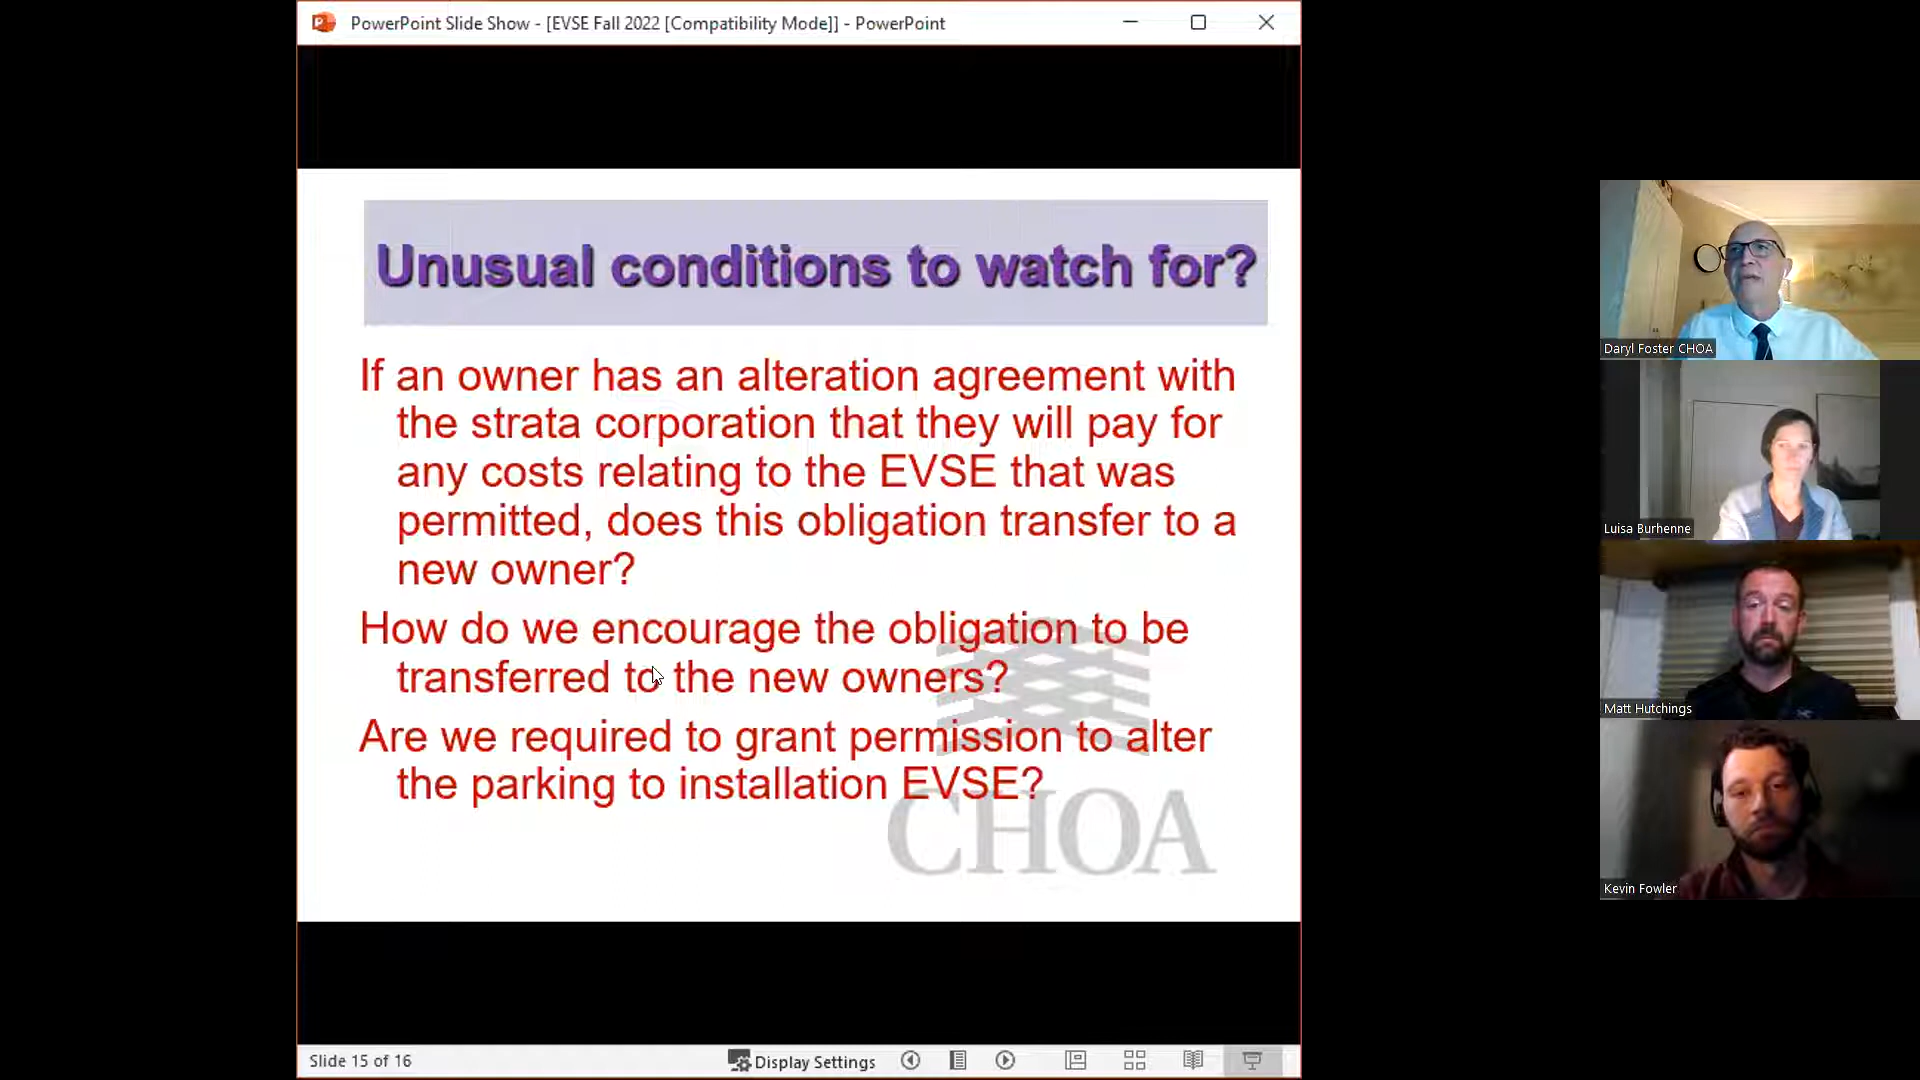 PowerPoint Slide Show - [EVSE Fall 2022 [Compatibility Mode]] - PowerPoint
Unusual conditions to watch for?
If an owner has an alteration agreement with
the strata corporation that they will pay for
any costs relating to the EVSE that was
permitted, does this obligation transfer to a
new owner?
How do we encourage the obligation to be
transferred to the new owners?
Are we required to grant permission to alter
the parking to installation EVSE?
CHOA
Slide 15 of 16
Display Settings
Daryl Foster CHOA
Luisa Burhenne
Matt Hutchings
Kevin Fowler